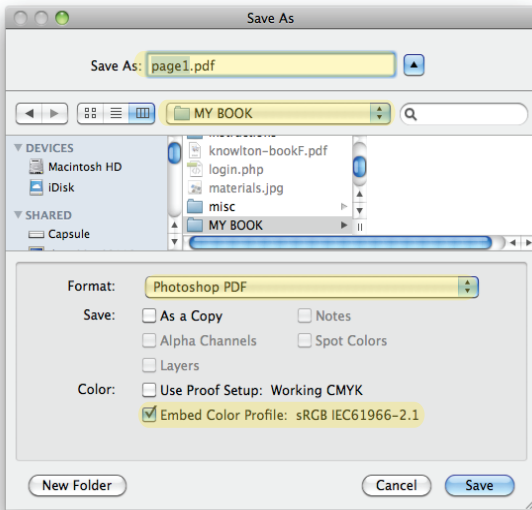 Save As
Save As: page1.pdf
MY BOOK
DEVICES
Macintosh HD
iDisk
SHARED
Capsule
instructions
knowlton-bookF.pdf
login.php
materials.jpg
misc
MY BOOK
Format: Photoshop PDF
Save: As a Copy Notes
Alpha Channels Spot Colors
Layers
Color: Use Proof Setup: Working CMYK
Embed Color Profile: sRGB IEC61966-2.1
New Folder Cancel Save